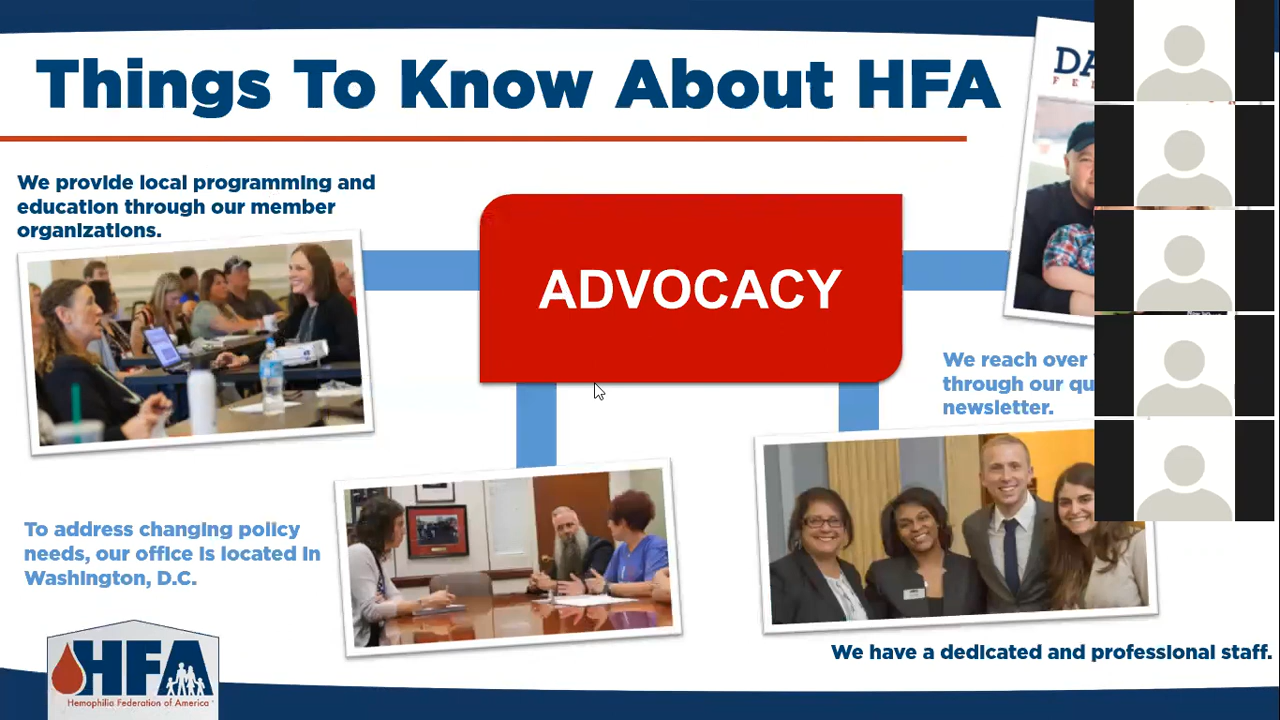 Things To Know About HFA
We provide local programming and
education through our member
organizations.
ADVOCACY
We reach over
through our
newsletter.
To address changing policy
needs, our office is located in
Washington, D.C.
We have a dedicated and professional staff.
HFA
Hemophilia Federation of America